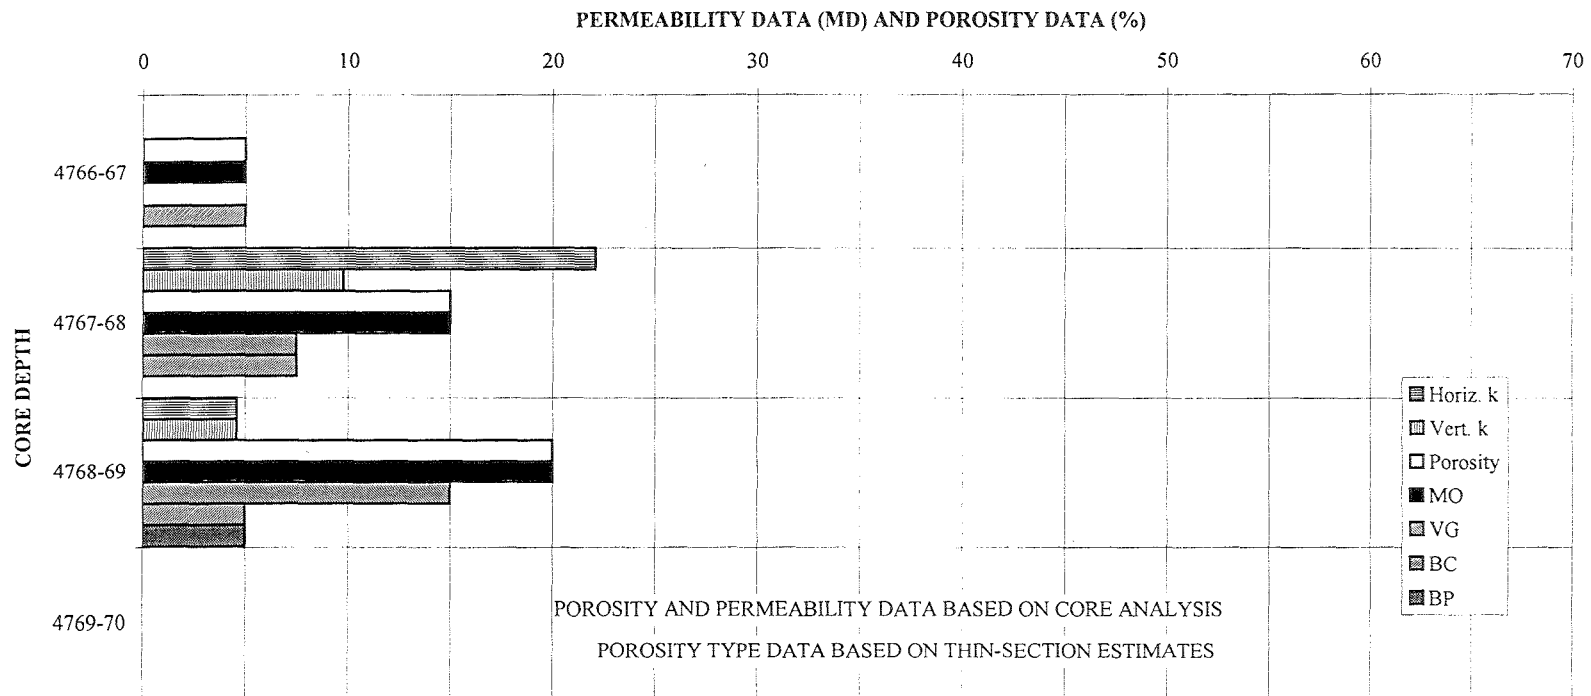 PERMEABILITY DATA (MD) AND POROSITY DATA (%)
0 10 20 30 40 50 60 70
CORE DEPTH
4766-67
4767-68
4768-69
4769-70
Horiz. k
Vert. k
Porosity
MO
VG
BC
BP
POROSITY AND PERMEABILITY DATA BASED ON CORE ANALYSIS
POROSITY TYPE DATA BASED ON THIN-SECTION ESTIMATES